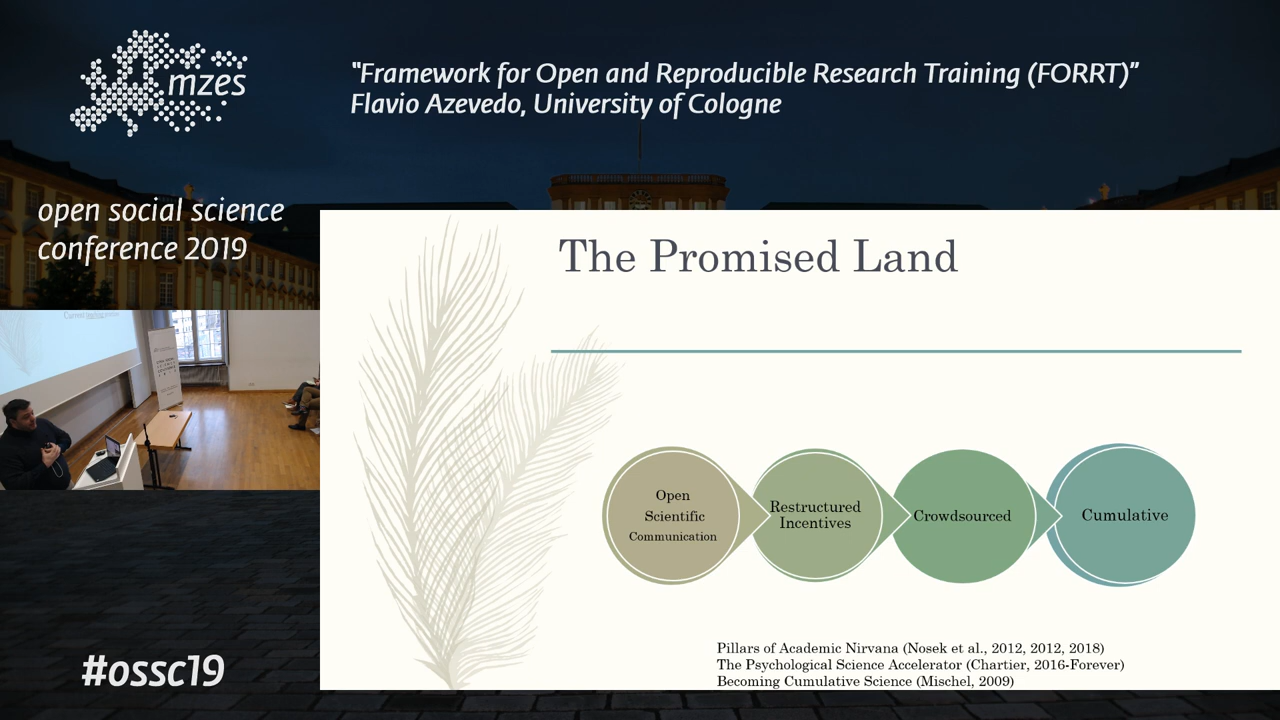 mzes
"Framework for Open and Reproducible Research Training (FORRT)"
Flavio Azevedo, University of Cologne
open social science
conference 2019
The Promised Land
Open
Scientific
Communication
Restructured
Incentives
Crowdsourced
Cumulative
Pillars of Academic Nirvana (Nosek et al., 2012, 2012, 2018)
The Psychological Science Accelerator (Chartier, 2016-Forever)
Becoming Cumulative Science (Mischel, 2009)
#ossc19